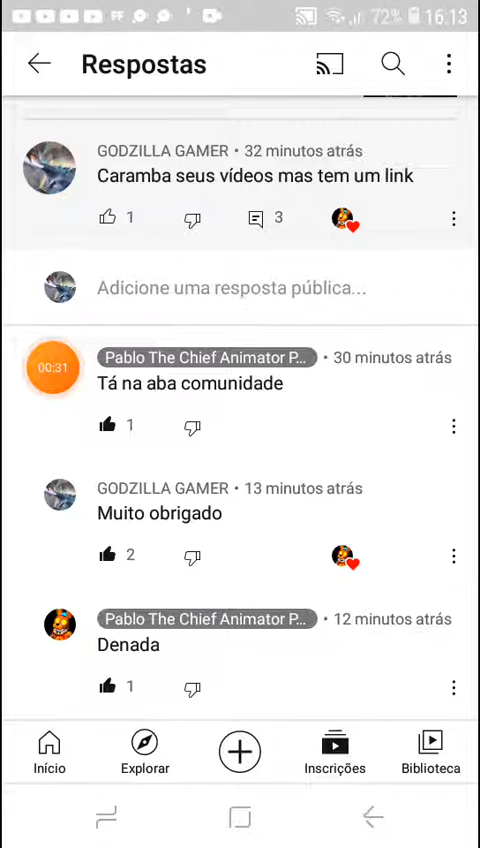 FF 72% 16:13
Respostas
GODZILLA GAMER • 32 minutos atrás
Caramba seus vídeos mas tem um link
1 3
Adicione uma resposta pública...
00:31
Pablo The Chief Animator P... • 30 minutos atrás
Tá na aba comunidade
1
GODZILLA GAMER • 13 minutos atrás
Muito obrigado
2
Pablo The Chief Animator P... • 12 minutos atrás
Denada
1
Início Explorar Inscrições Biblioteca